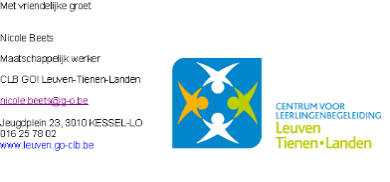 Met vriendelijke groet
Nicole Beets
Maatschappelijk werker
CLB GO! Leuven-Tienen-Landen
nicole.beets@g-o.be
Jeugdplein 23, 3010 KESSEL-LO
016 25 78 02
www.leuven.go-clb.be
CENTRUM VOOR
LEERLINGENBEGELEIDING
Leuven
Tienen•Landen